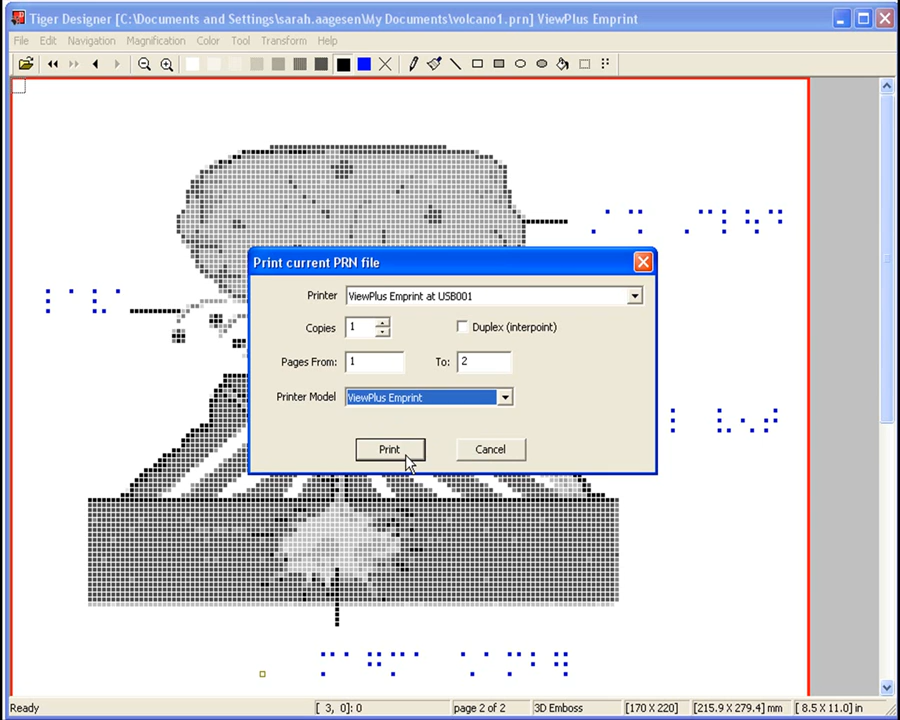 Tiger Designer [C:\Documents and Settings\sarah.aagesen\My Documents\volcano1.prn] ViewPlus Emprint
File Edit Navigation Magnification Color Tool Transform Help
Print current PRN file
Printer ViewPlus Emprint at USB001
Copies 1 Duplex (interpoint)
Pages From: 1 To: 2
Printer Model ViewPlus Emprint
Print Cancel
Ready [ 3, 0]: 0 page 2 of 2 3D Emboss [170 X 220] [215.9 X 279.4] mm [ 8.5 X 11.0] in